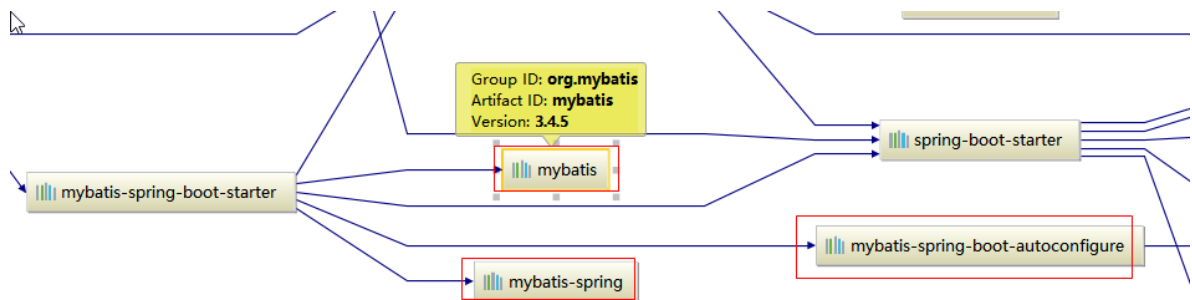 Group ID: org.mybatis
Artifact ID: mybatis
Version: 3.4.5
spring-boot-starter
mybatis
mybatis-spring-boot-starter
mybatis-spring-boot-autoconfigure
mybatis-spring